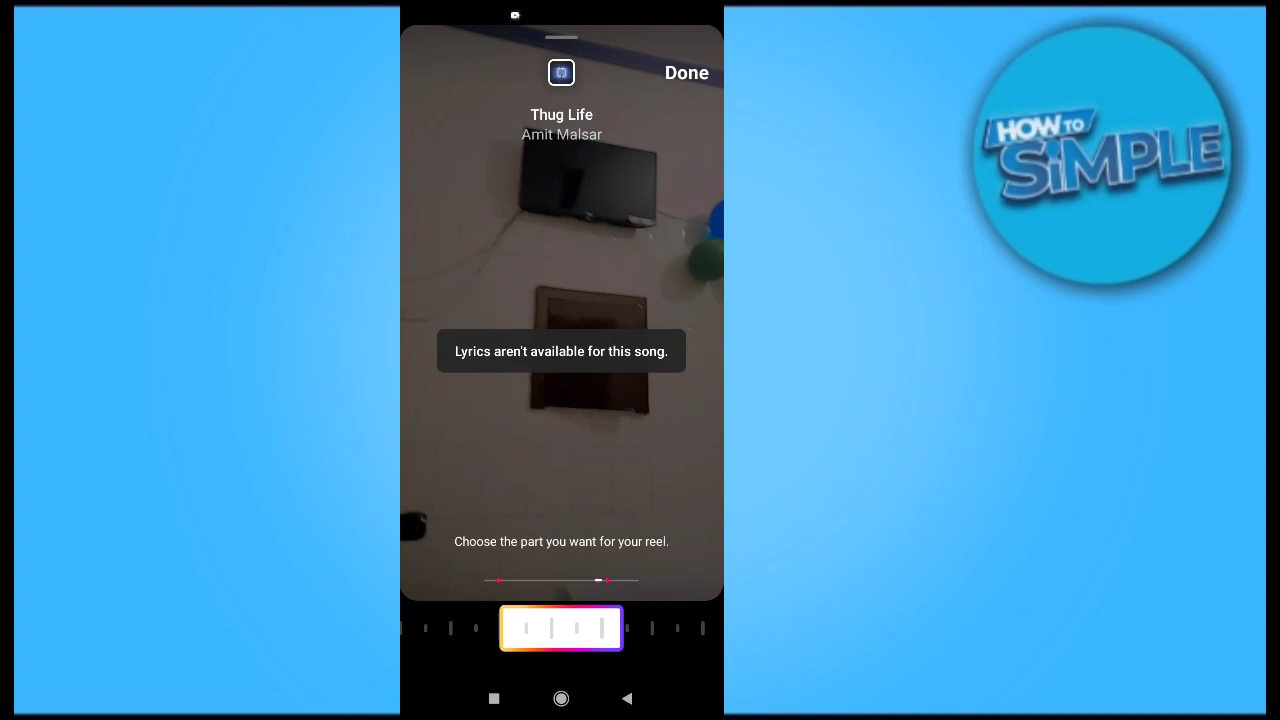 Done
Thug Life
Amit Malsar
HOW TO
SiMPLE
Lyrics aren't available for this song.
Choose the part you want for your reel.